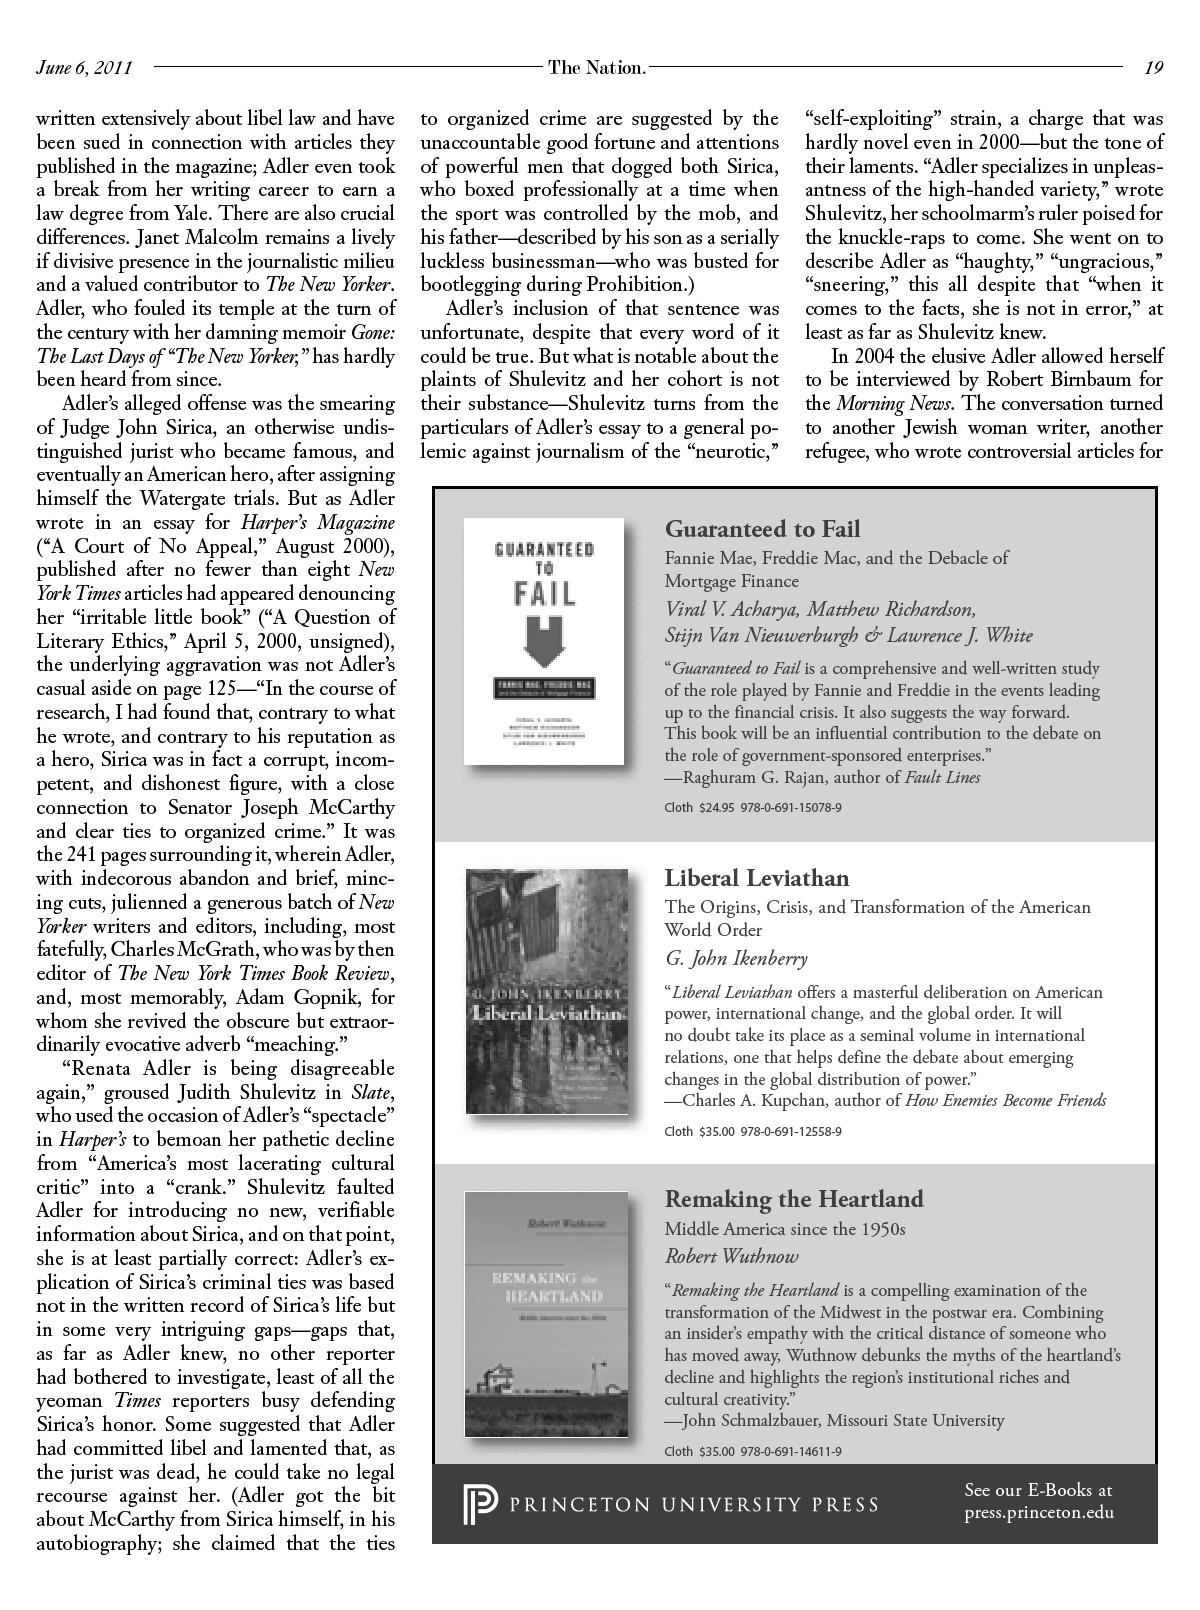 June 6, 2011
The Nation.
19
written extensively about libel law and have
been sued in connection with articles they
published in the magazine; Adler even took
a break from her writing career to earn a
law degree from Yale. There are also crucial
differences. Janet Malcolm remains a lively
if divisive presence in the journalistic milieu
and a valued contributor to The New Yorker.
Adler, who fouled its temple at the turn of
the century with her damning memoir Gone:
The Last Days of “The New Yorker,” has hardly
been heard from since.
Adler’s alleged offense was the smearing
of Judge John Sirica, an otherwise undis-
tinguished jurist who became famous, and
eventually an American hero, after assigning
himself the Watergate trials. But as Adler
wrote in an essay for Harper’s Magazine
(“A Court of No Appeal,” August 2000),
published after no fewer than eight New
York Times articles had appeared denouncing
her “irritable little book” (“A Question of
Literary Ethics,” April 5, 2000, unsigned),
the underlying aggravation was not Adler’s
casual aside on page 125—“In the course of
research, I had found that, contrary to what
he wrote, and contrary to his reputation as
a hero, Sirica was in fact a corrupt, incom-
petent, and dishonest figure, with a close
connection to Senator Joseph McCarthy
and clear ties to organized crime.” It was
the 241 pages surrounding it, wherein Adler,
with indecorous abandon and brief, minc-
ing cuts, julienned a generous batch of New
Yorker writers and editors, including, most
fatefully, Charles McGrath, who was by then
editor of The New York Times Book Review,
and, most memorably, Adam Gopnik, for
whom she revived the obscure but extraor-
dinarily evocative adverb “meaching.”
“Renata Adler is being disagreeable
again,” groused Judith Shulevitz in Slate,
who used the occasion of Adler’s “spectacle”
in Harper’s to bemoan her pathetic decline
from “America’s most lacerating cultural
critic” into a “crank.” Shulevitz faulted
Adler for introducing no new, verifiable
information about Sirica, and on that point,
she is at least partially correct: Adler’s ex-
plication of Sirica’s criminal ties was based
not in the written record of Sirica’s life but
in some very intriguing gaps—gaps that,
as far as Adler knew, no other reporter
had bothered to investigate, least of all the
yeoman Times reporters busy defending
Sirica’s honor. Some suggested that Adler
had committed libel and lamented that, as
the jurist was dead, he could take no legal
recourse against her. (Adler got the bit
about McCarthy from Sirica himself, in his
autobiography; she claimed that the ties
to organized crime are suggested by the
unaccountable good fortune and attentions
of powerful men that dogged both Sirica,
who boxed professionally at a time when
the sport was controlled by the mob, and
his father—described by his son as a serially
luckless businessman—who was busted for
bootlegging during Prohibition.)
Adler’s inclusion of that sentence was
unfortunate, despite that every word of it
could be true. But what is notable about the
plaints of Shulevitz and her cohort is not
their substance—Shulevitz turns from the
particulars of Adler’s essay to a general po-
lemic against journalism of the “neurotic,”
“self-exploiting” strain, a charge that was
hardly novel even in 2000—but the tone of
their laments. “Adler specializes in unpleas-
antness of the high-handed variety,” wrote
Shulevitz, her schoolmarm’s ruler poised for
the knuckle-raps to come. She went on to
describe Adler as “haughty,” “ungracious,”
“sneering,” this all despite that “when it
comes to the facts, she is not in error,” at
least as far as Shulevitz knew.
In 2004 the elusive Adler allowed herself
to be interviewed by Robert Birnbaum for
the Morning News. The conversation turned
to another Jewish woman writer, another
refugee, who wrote controversial articles for
GUARANTEED
TO
FAIL
FANNIE MAE, FREDDIE MAC
and the Debacle of Mortgage Finance
VIRAL V. ACHARYA
MATTHEW RICHARDSON
STIJN VAN NIEUWERBURGH
LAWRENCE J. WHITE
Guaranteed to Fail
Fannie Mae, Freddie Mac, and the Debacle of
Mortgage Finance
Viral V. Acharya, Matthew Richardson,
Stijn Van Nieuwerburgh & Lawrence J. White
“Guaranteed to Fail is a comprehensive and well-written study
of the role played by Fannie and Freddie in the events leading
up to the financial crisis. It also suggests the way forward.
This book will be an influential contribution to the debate on
the role of government-sponsored enterprises.”
—Raghuram G. Rajan, author of Fault Lines
Cloth $24.95 978-0-691-15078-9
G. JOHN IKENBERRY
Liberal Leviathan
Liberal Leviathan
The Origins, Crisis, and Transformation of the American
World Order
G. John Ikenberry
“Liberal Leviathan offers a masterful deliberation on American
power, international change, and the global order. It will
no doubt take its place as a seminal volume in international
relations, one that helps define the debate about emerging
changes in the global distribution of power.”
—Charles A. Kupchan, author of How Enemies Become Friends
Cloth $35.00 978-0-691-12558-9
Robert Wuthnow
REMAKING the
HEARTLAND
Middle America since the 1950s
Remaking the Heartland
Middle America since the 1950s
Robert Wuthnow
“Remaking the Heartland is a compelling examination of the
transformation of the Midwest in the postwar era. Combining
an insider’s empathy with the critical distance of someone who
has moved away, Wuthnow debunks the myths of the heartland’s
decline and highlights the region’s institutional riches and
cultural creativity.”
—John Schmalzbauer, Missouri State University
Cloth $35.00 978-0-691-14611-9
PRINCETON UNIVERSITY PRESS
See our E-Books at
press.princeton.edu